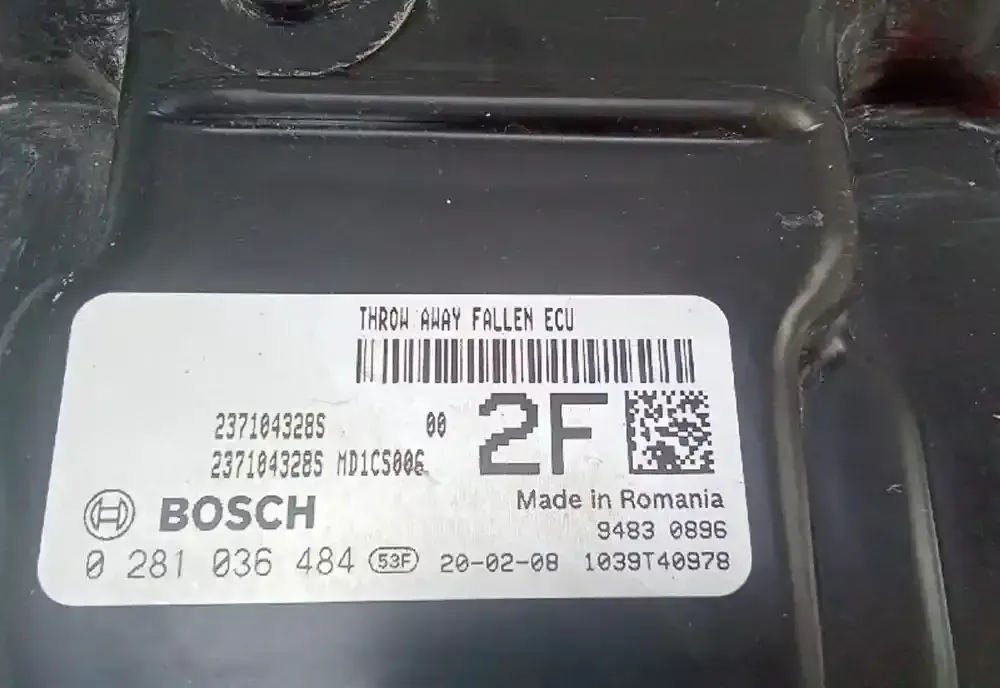 THROW AWAY FALLEN ECU
237104328S 00
2F
237104328S MD1CS006
Made in Romania
BOSCH
9483 0896
0 281 036 484 53F 20-02-08 1039T40978